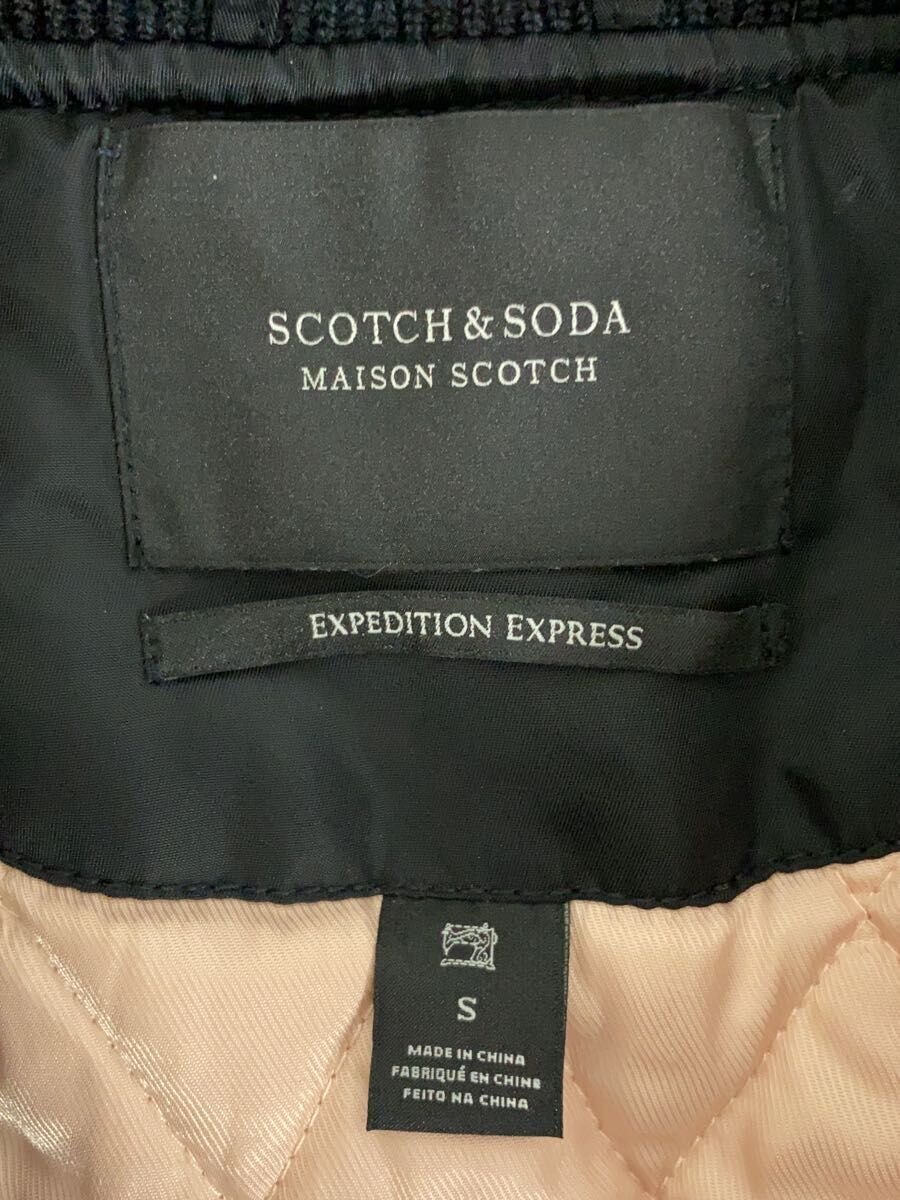 SCOTCH & SODA
MAISON SCOTCH
EXPEDITION EXPRESS
S
MADE IN CHINA
FABRIQUÉ EN CHINE
FEITO NA CHINA